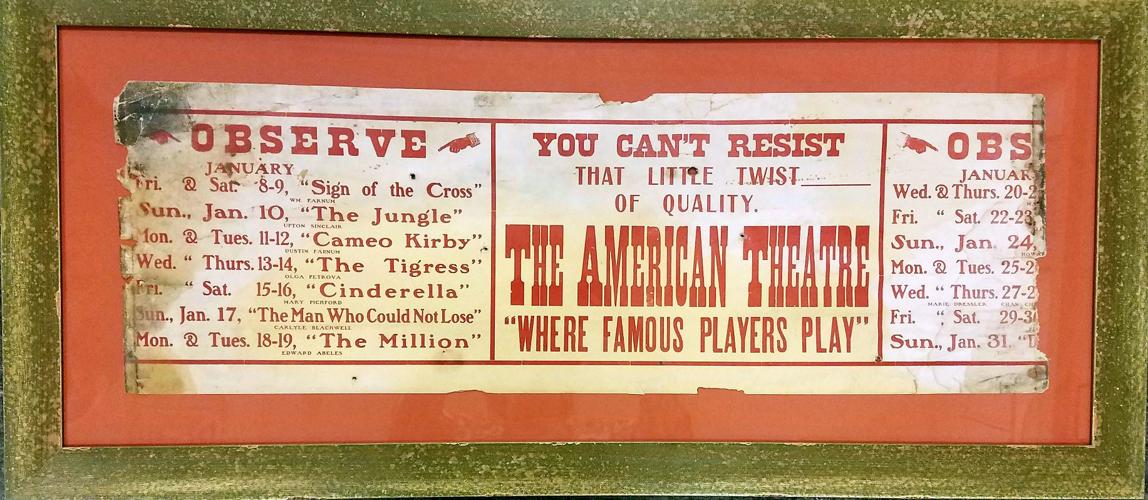 OBSERVE
JANUARY
Fri. & Sat. 8-9, "Sign of the Cross"
WM. FARNUM
Sun., Jan. 10, "The Jungle"
UPTON SINCLAIR
Mon. & Tues. 11-12, "Cameo Kirby"
DUSTIN FARNUM
Wed. " Thurs. 13-14, "The Tigress"
OLGA PETROVA
Fri. " Sat. 15-16, "Cinderella"
MARY PICKFORD
Sun., Jan. 17, "The Man Who Could Not Lose"
CARLYLE BLACKWELL
Mon. & Tues. 18-19, "The Million"
EDWARD ABELES
YOU CAN'T RESIST
THAT LITTLE TWIST
OF QUALITY.
THE AMERICAN THEATRE
"WHERE FAMOUS PLAYERS PLAY"
OBS
JANUAR
Wed. & Thurs. 20-2
Fri. " Sat. 22-23
Sun., Jan. 24,
Mon. & Tues. 25-2
Wed. " Thurs. 27-2
MARIE DRESSLER
Fri. " Sat. 29-3
Sun., Jan. 31, "